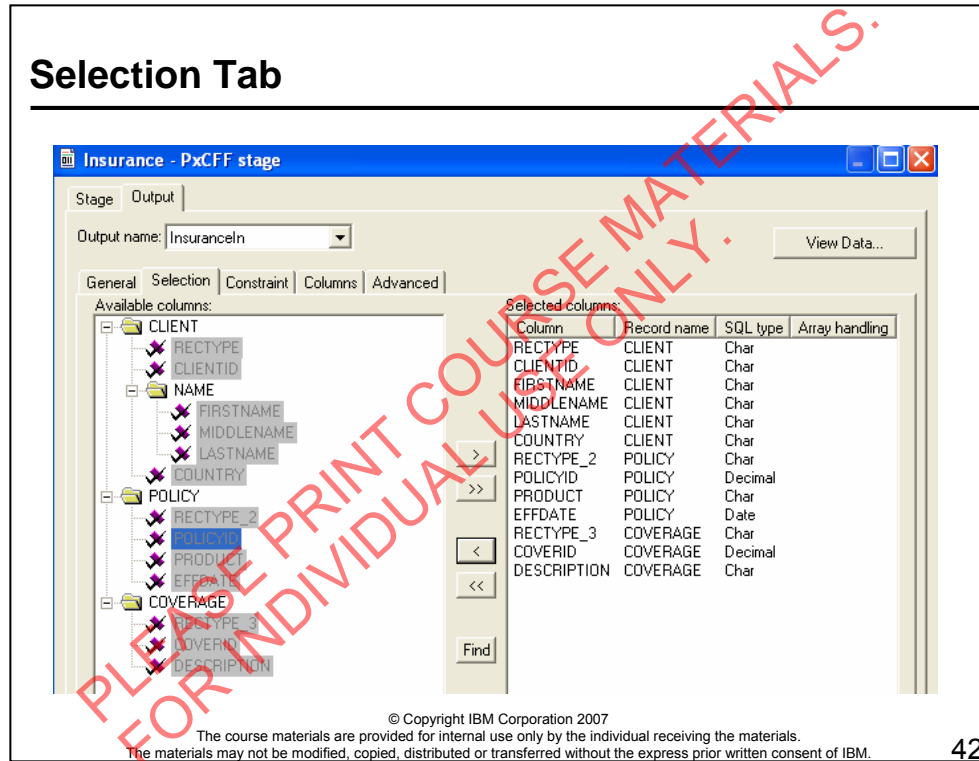 Selection Tab
Insurance - PxCFF stage
Stage Output
Output name: InsuranceIn
View Data...
General Selection Constraint Columns Advanced
Available columns:
CLIENT
RECTYPE
CLIENTID
NAME
FIRSTNAME
MIDDLENAME
LASTNAME
COUNTRY
POLICY
RECTYPE_2
POLICYID
PRODUCT
EFFDATE
COVERAGE
RECTYPE_3
COVERID
DESCRIPTION
>
>>
<
<<
Find
Selected columns:
Column Record name SQL type Array handling
RECTYPE CLIENT Char
CLIENTID CLIENT Char
FIRSTNAME CLIENT Char
MIDDLENAME CLIENT Char
LASTNAME CLIENT Char
COUNTRY CLIENT Char
RECTYPE_2 POLICY Char
POLICYID POLICY Decimal
PRODUCT POLICY Char
EFFDATE POLICY Date
RECTYPE_3 COVERAGE Char
COVERID COVERAGE Decimal
DESCRIPTION COVERAGE Char
PLEASE PRINT COURSE MATERIALS.
FOR INDIVIDUAL USE ONLY.
© Copyright IBM Corporation 2007
The course materials are provided for internal use only by the individual receiving the materials.
The materials may not be modified, copied, distributed or transferred without the express prior written consent of IBM.
42